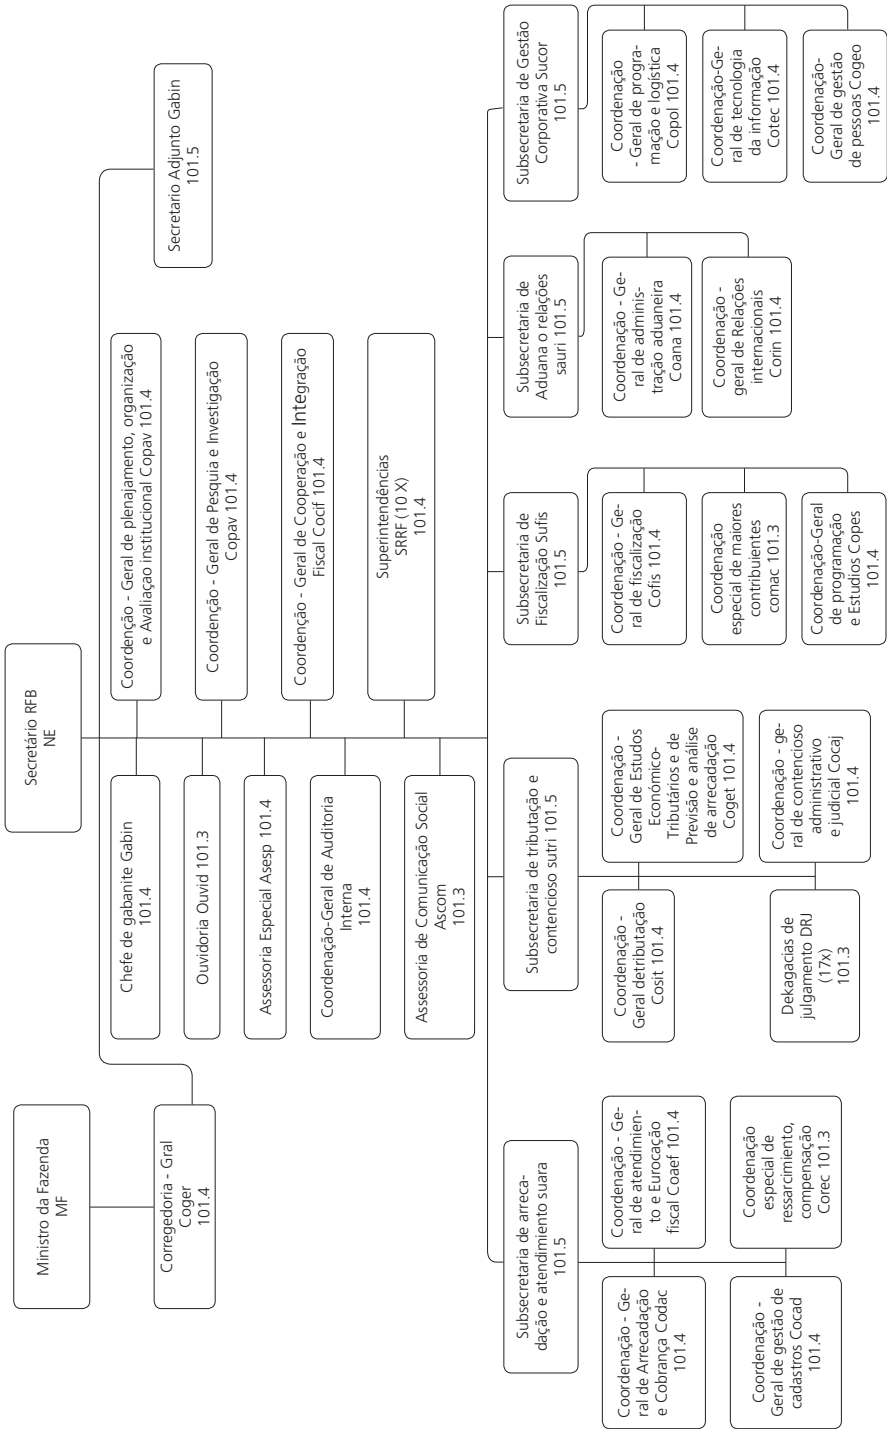 Secretário RFB
NE
Ministro da Fazenda
MF
Corregedoria - Gral
Coger
101.4
Secretario Adjunto Gabin
101.5
Chefe de gabanite Gabin
101.4
Ouvidoria Ouvid 101.3
Assessoria Especial Asesp 101.4
Coordenação-Geral de Auditoria
Interna
101.4
Assessoria de Comunicação Social
Ascom
101.3
Coordenção - Geral de plenajamento, organização
e Avaliaçao institucional Copav 101.4
Coordenção - Geral de Pesquia e Investigação
Copav 101.4
Coordenção - Geral de Cooperação e Integração
Fiscal Cocif 101.4
Superintendências
SRRF (10 X)
101.4
Subsecretaria de arreca-
dação e atendimiento suara
101.5
Coordenação - Ge-
ral de Arrecadação
e Cobrança Codac
101.4
Coordenação - Ge-
ral de atendimien-
to e Eurocação
fiscal Coaef 101.4
Coordenação -
Geral de gestão de
cadastros Cocad
101.4
Coordenação
especial de
ressarcimiento,
compensação
Corec 101.3
Subsecretaria de tributação e
contencioso sutri 101.5
Coordenação -
Geral detributação
Cosit 101.4
Coordenação -
Geral de Estudos
Económico-
Tributários e de
Previsão e análise
de arrecadação
Coget 101.4
Dekagacias de
julgamento DRJ
(17x)
101.3
Coordenação - ge-
ral de contencioso
administrativo
e judicial Cocaj
101.4
Subsecretaria de
Fiscalização Sufis
101.5
Coordenação - Ge-
ral de fiscalização
Cofis 101.4
Coordenação
especial de maiores
contribuientes
comac 101.3
Coordenação-Geral
de programação
e Estudios Copes
101.4
Subsecretaria de
Aduana o relações
sauri 101.5
Coordenação - Ge-
ral de adminis-
tração aduaneira
Coana 101.4
Coordenação -
geral de Relações
internacionais
Corin 101.4
Subsecretaria de Gestão
Corporativa Sucor
101.5
Coordenação
- Geral de progra-
mação e logística
Copol 101.4
Coordenação-Ge-
ral de tecnologia
da informação
Cotec 101.4
Coordenação-
Geral de gestão
de pessoas Cogeo
101.4